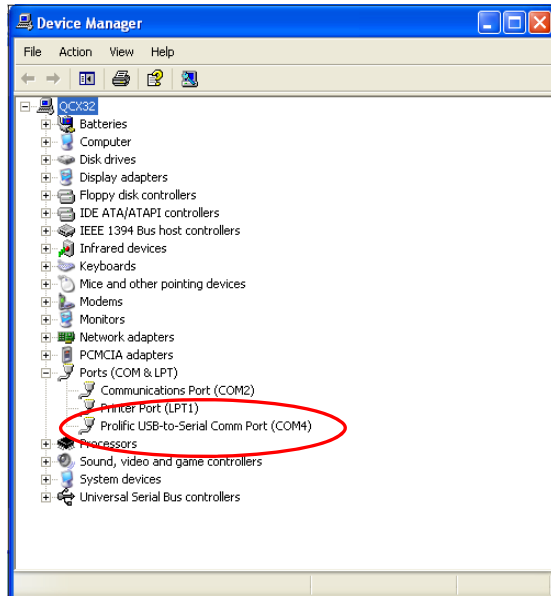 Device Manager
File Action View Help
QCX32
Batteries
Computer
Disk drives
Display adapters
Floppy disk controllers
IDE ATA/ATAPI controllers
IEEE 1394 Bus host controllers
Infrared devices
Keyboards
Mice and other pointing devices
Modems
Monitors
Network adapters
PCMCIA adapters
Ports (COM & LPT)
Communications Port (COM2)
Printer Port (LPT1)
Prolific USB-to-Serial Comm Port (COM4)
Processors
Sound, video and game controllers
System devices
Universal Serial Bus controllers